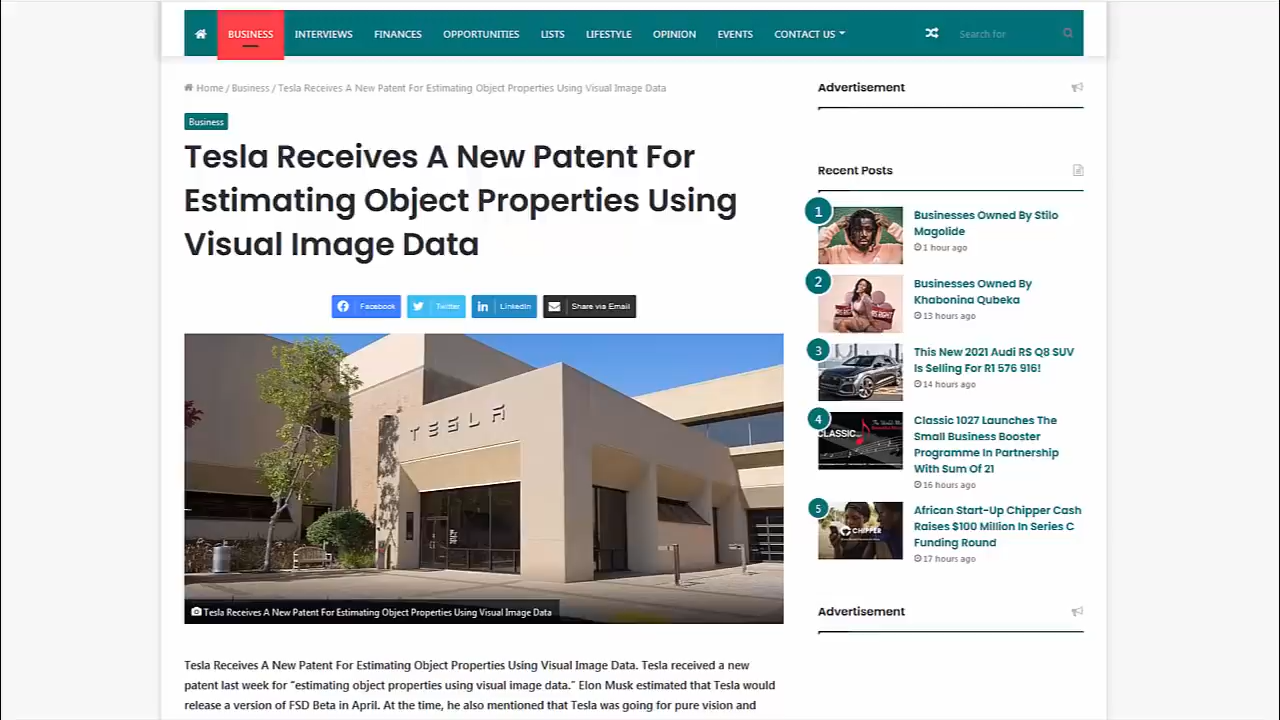 BUSINESS INTERVIEWS FINANCES OPPORTUNITIES LISTS LIFESTYLE OPINION EVENTS CONTACT US Search for
Home / Business / Tesla Receives A New Patent For Estimating Object Properties Using Visual Image Data
Business
Tesla Receives A New Patent For
Estimating Object Properties Using
Visual Image Data
Facebook Twitter LinkedIn Share via Email
TESLA
Tesla Receives A New Patent For Estimating Object Properties Using Visual Image Data
Tesla Receives A New Patent For Estimating Object Properties Using Visual Image Data. Tesla received a new
patent last week for “estimating object properties using visual image data.” Elon Musk estimated that Tesla would
release a version of FSD Beta in April. At the time, he also mentioned that Tesla was going for pure vision and
Advertisement
Recent Posts
1
Businesses Owned By Stilo
Magolide
1 hour ago
2
Businesses Owned By
Khabonina Qubeka
13 hours ago
3
This New 2021 Audi RS Q8 SUV
Is Selling For R1 576 916!
14 hours ago
4
CLASSIC
Classic 1027 Launches The
Small Business Booster
Programme In Partnership
With Sum Of 21
16 hours ago
5
CHIPPER
African Start-Up Chipper Cash
Raises $100 Million In Series C
Funding Round
17 hours ago
Advertisement